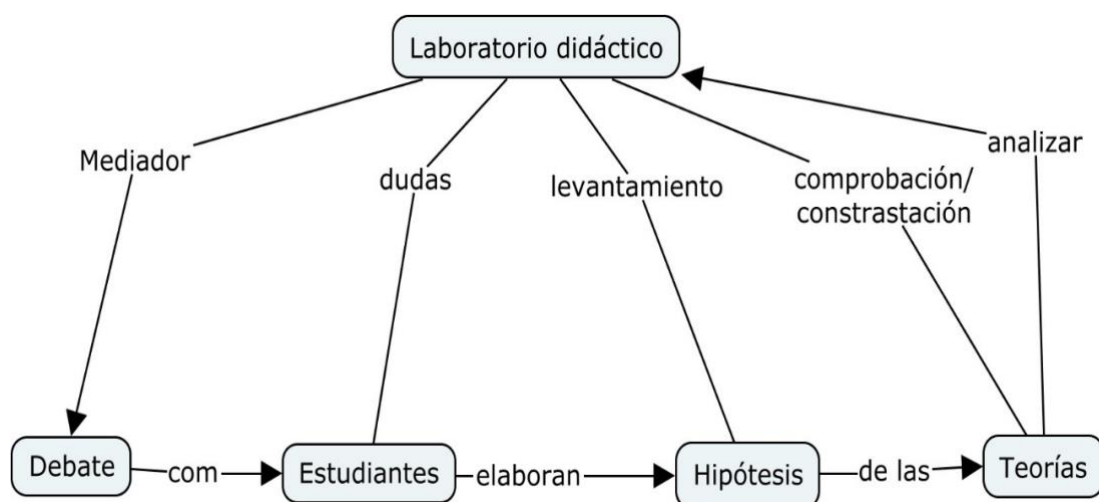 Laboratorio didáctico
Mediador
dudas
levantamiento
comprobación/
constrastación
analizar
Debate
com
Estudiantes
elaboran
Hipótesis
de las
Teorías